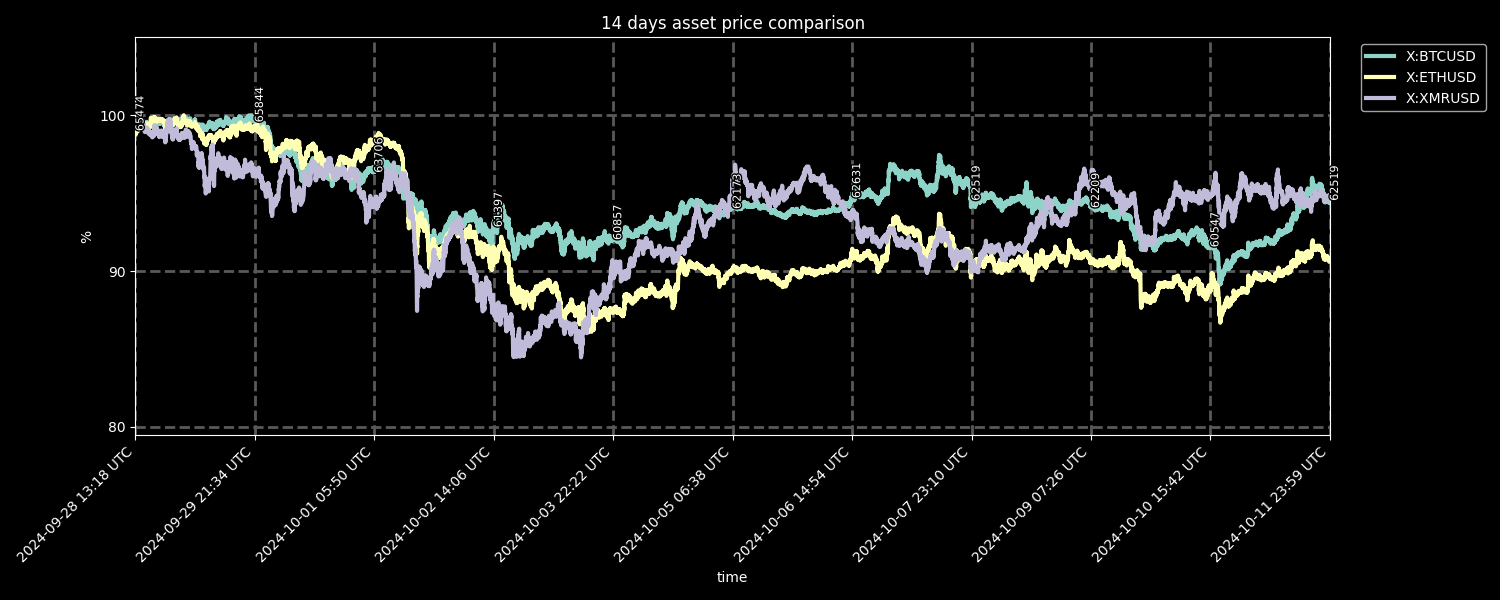 14 days asset price comparison
X:BTCUSD
X:ETHUSD
X:XMRUSD
100
90
80
%
65474
65844
63706
61397
60857
62173
62631
62519
62209
60547
62519
2024-09-28 13:18 UTC
2024-09-29 21:34 UTC
2024-10-01 05:50 UTC
2024-10-02 14:06 UTC
2024-10-03 22:22 UTC
2024-10-05 06:38 UTC
2024-10-06 14:54 UTC
2024-10-07 23:10 UTC
2024-10-09 07:26 UTC
2024-10-10 15:42 UTC
2024-10-11 23:59 UTC
time